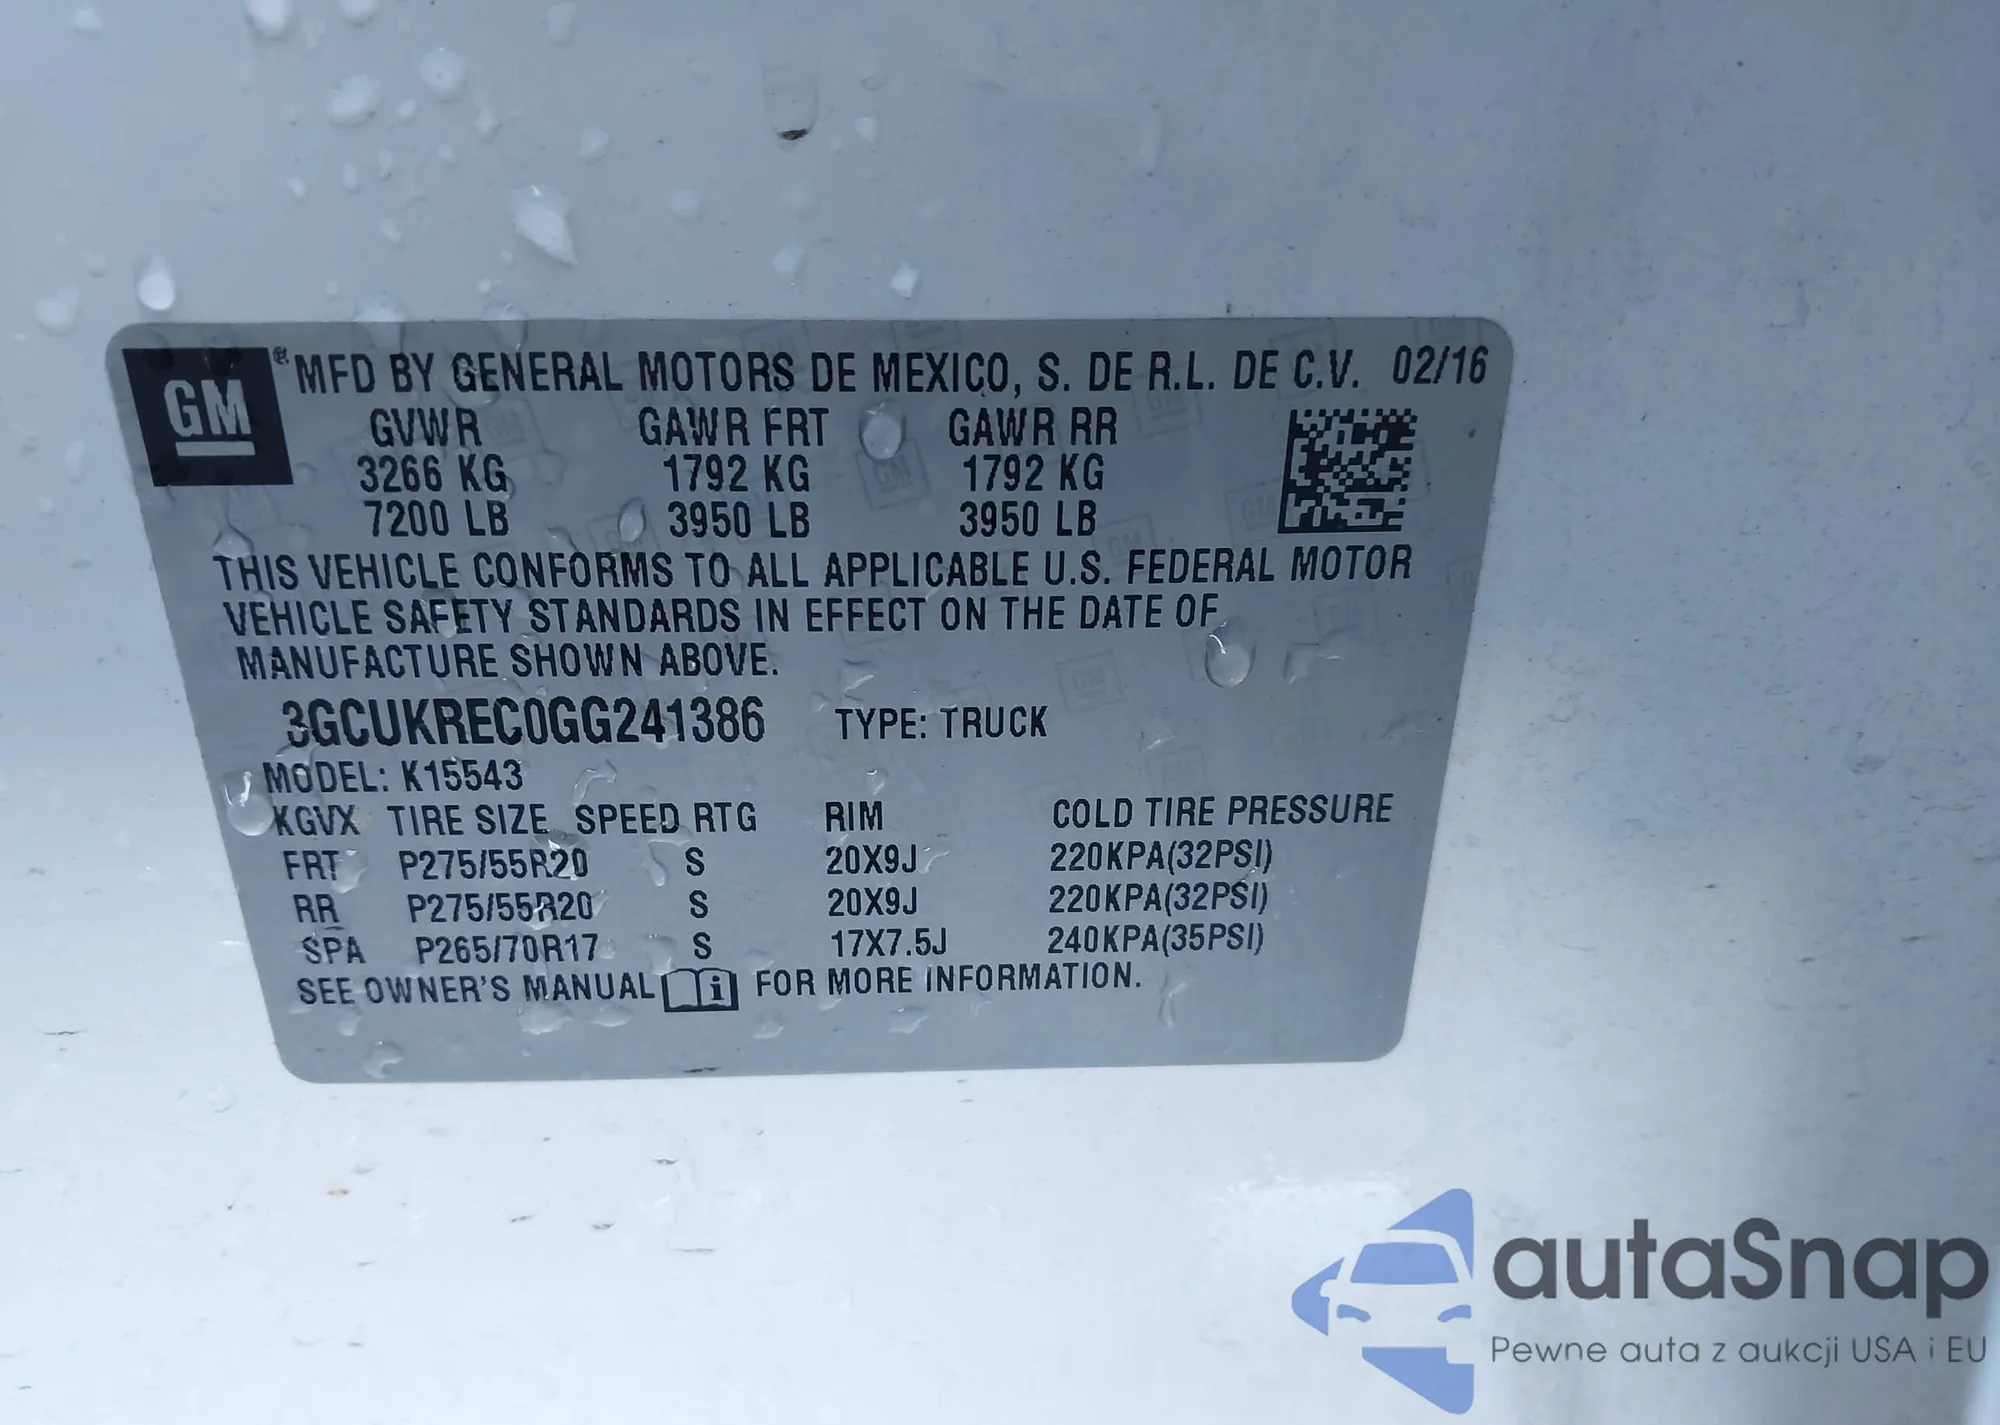 GM ® MFD BY GENERAL MOTORS DE MEXICO, S. DE R.L. DE C.V. 02/16
GVWR GAWR FRT GAWR RR
3266 KG 1792 KG 1792 KG
7200 LB 3950 LB 3950 LB
THIS VEHICLE CONFORMS TO ALL APPLICABLE U.S. FEDERAL MOTOR
VEHICLE SAFETY STANDARDS IN EFFECT ON THE DATE OF
MANUFACTURE SHOWN ABOVE.
3GCUKREC0GG241386 TYPE: TRUCK
MODEL: K15543
KGVX TIRE SIZE SPEED RTG RIM COLD TIRE PRESSURE
FRT P275/55R20 S 20X9J 220KPA(32PSI)
RR P275/55R20 S 20X9J 220KPA(32PSI)
SPA P265/70R17 S 17X7.5J 240KPA(35PSI)
SEE OWNER'S MANUAL FOR MORE INFORMATION.
autaSnap
Pewne auta z aukcji USA i EU